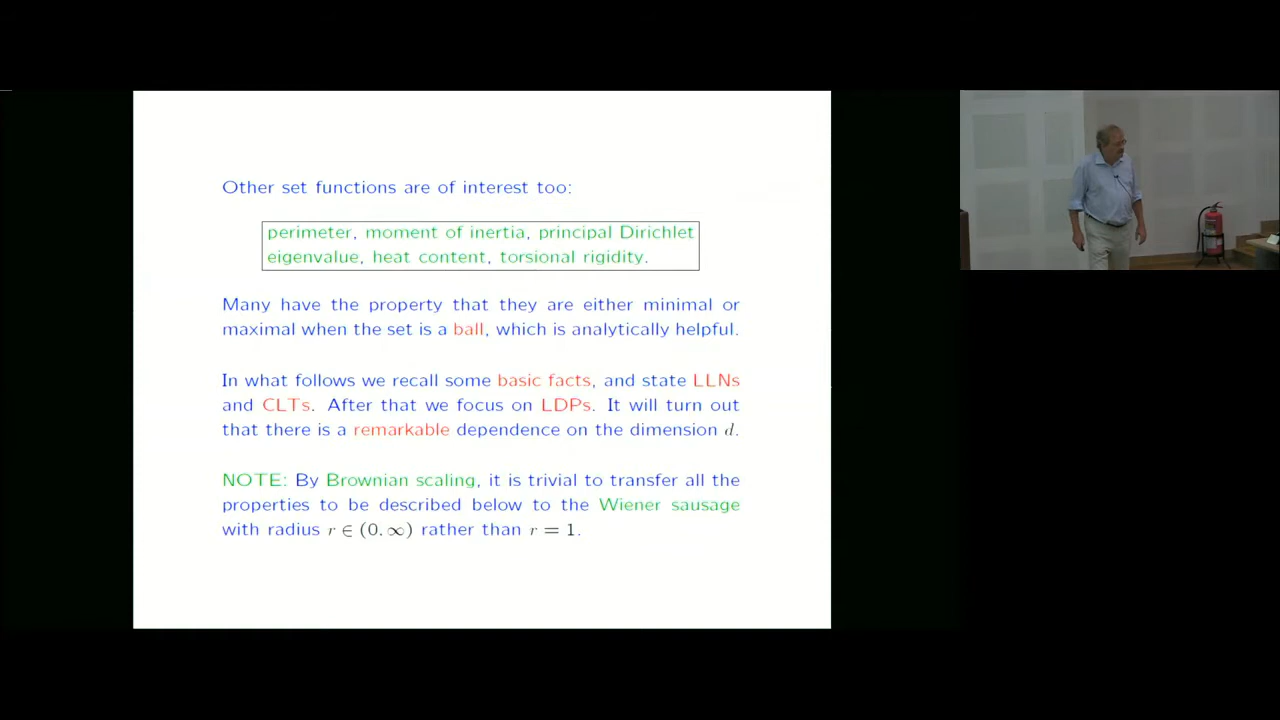 Other set functions are of interest too:
perimeter, moment of inertia, principal Dirichlet
eigenvalue, heat content, torsional rigidity.
Many have the property that they are either minimal or
maximal when the set is a ball, which is analytically helpful.
In what follows we recall some basic facts, and state LLNs
and CLTs. After that we focus on LDPs. It will turn out
that there is a remarkable dependence on the dimension d.
NOTE: By Brownian scaling, it is trivial to transfer all the
properties to be described below to the Wiener sausage
with radius r ∈ (0, ∞) rather than r = 1.